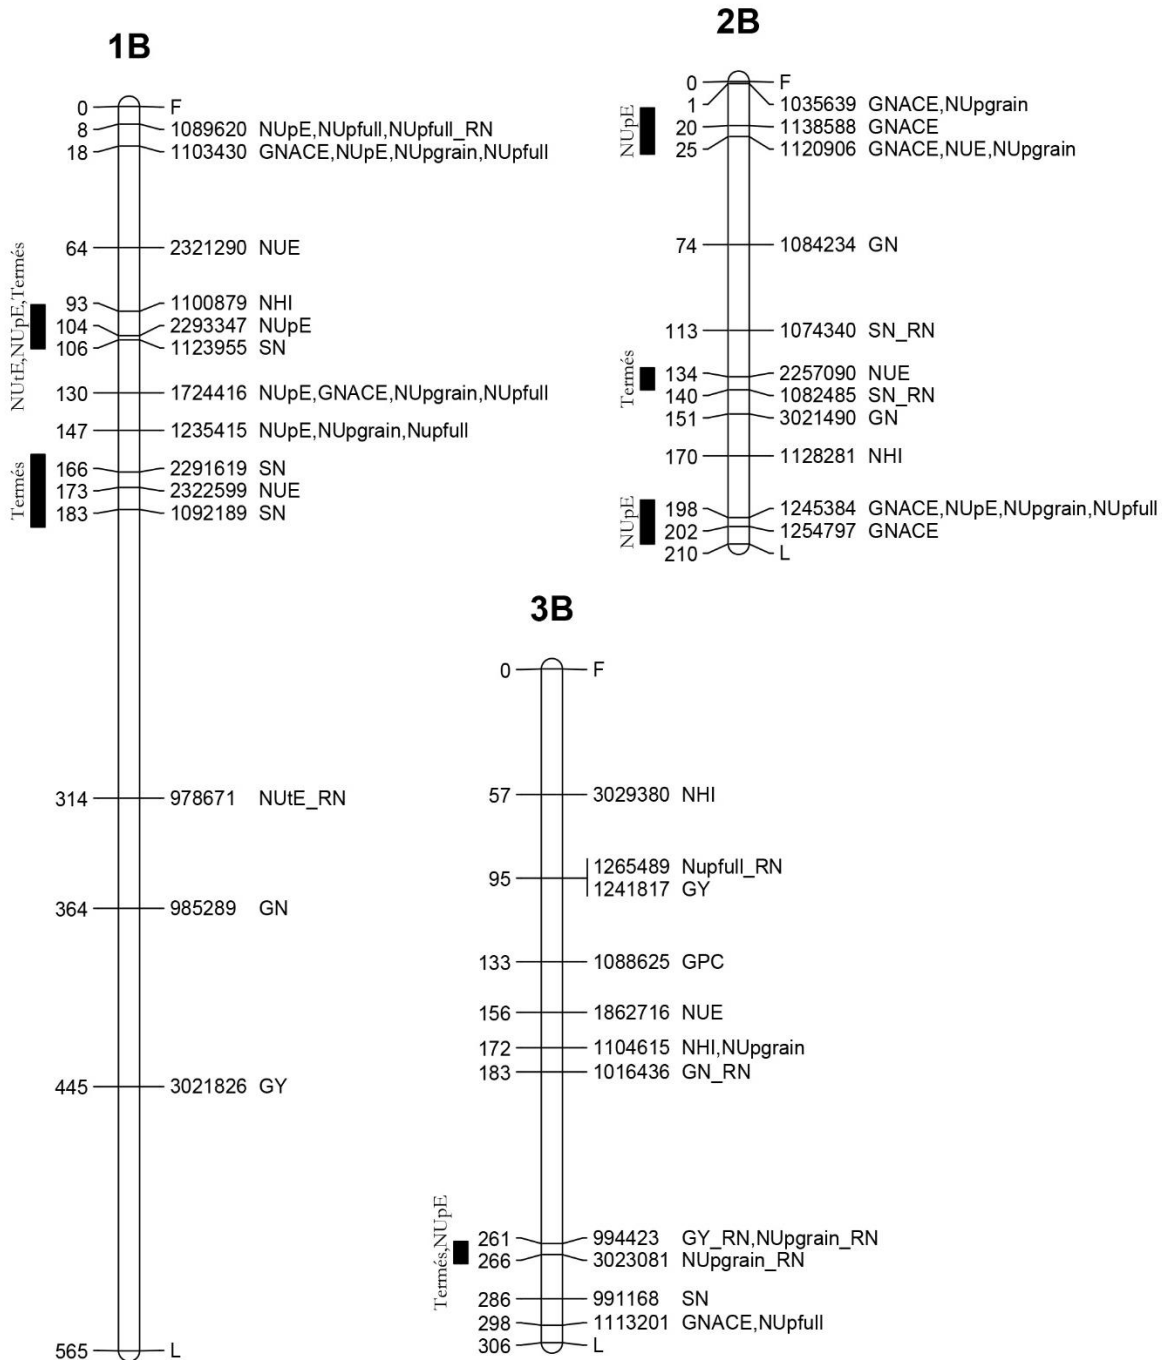 1B
0 F
8 1089620 NUpE,NUpfull,NUpfull_RN
18 1103430 GNACE,NUpE,NUpgrain,NUpfull
64 2321290 NUE
93 1100879 NHI
104 2293347 NUpE
106 1123955 SN
130 1724416 NUpE,GNACE,NUpgrain,NUpfull
147 1235415 NUpE,NUpgrain,Nupfull
166 2291619 SN
173 2322599 NUE
183 1092189 SN
314 978671 NUtE_RN
364 985289 GN
445 3021826 GY
565 L
NUtE,NUpE,Termés
Termés
2B
0 F
1 1035639 GNACE,NUpgrain
20 1138588 GNACE
25 1120906 GNACE,NUE,NUpgrain
74 1084234 GN
113 1074340 SN_RN
134 2257090 NUE
140 1082485 SN_RN
151 3021490 GN
170 1128281 NHI
198 1245384 GNACE,NUpE,NUpgrain,NUpfull
202 1254797 GNACE
210 L
NUpE
Termés
NUpE
3B
0 F
57 3029380 NHI
95 1265489 Nupfull_RN
1241817 GY
133 1088625 GPC
156 1862716 NUE
172 1104615 NHI,NUpgrain
183 1016436 GN_RN
261 994423 GY_RN,NUpgrain_RN
266 3023081 NUpgrain_RN
286 991168 SN
298 1113201 GNACE,NUpfull
306 L
Termés,NUpE